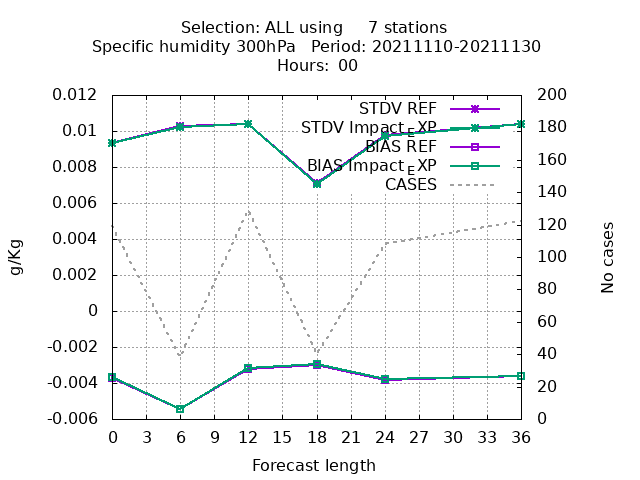 Selection: ALL using     7 stations
Specific humidity 300hPa   Period: 20211110-20211130
Hours:  00
0.012
0.01
0.008
0.006
0.004
0.002
0
-0.002
-0.004
-0.006
g/Kg
STDV REF
STDV Impact_EXP
BIAS REF
BIAS Impact_EXP
CASES
200
180
160
140
120
100
80
60
40
20
0
No cases
0 3 6 9 12 15 18 21 24 27 30 33 36
Forecast length